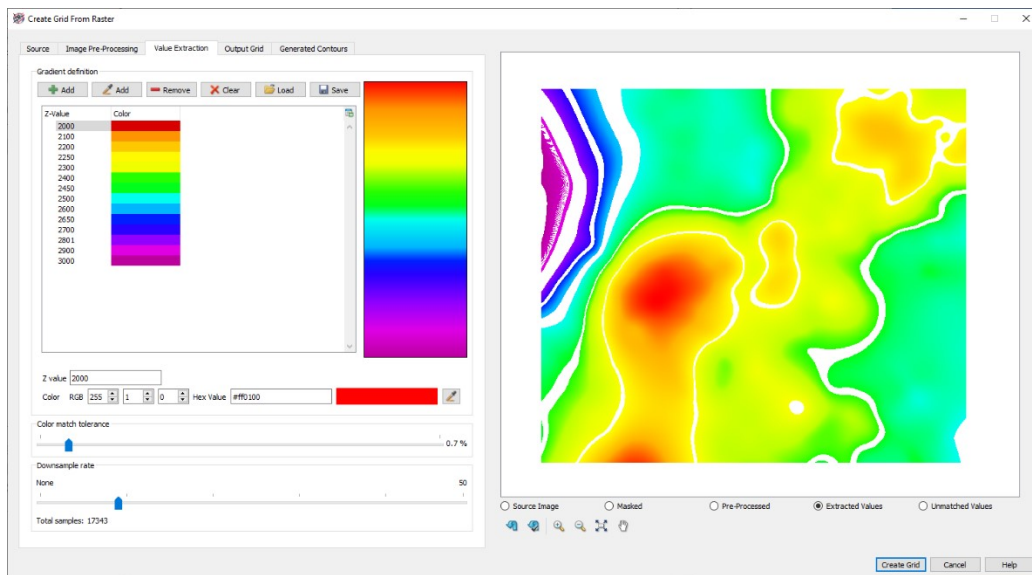 Create Grid From Raster
Source Image Pre-Processing Value Extraction Output Grid Generated Contours
Gradient definition
Add Add Remove Clear Load Save
Z-Value Color
2000
2100
2200
2250
2300
2400
2450
2500
2600
2650
2700
2801
2900
3000
Z value 2000
Color RGB 255 1 0 Hex Value #ff0100
Color match tolerance
0.7 %
Downsample rate
None 50
Total samples: 17343
Source Image Masked Pre-Processed Extracted Values Unmatched Values
Create Grid Cancel Help